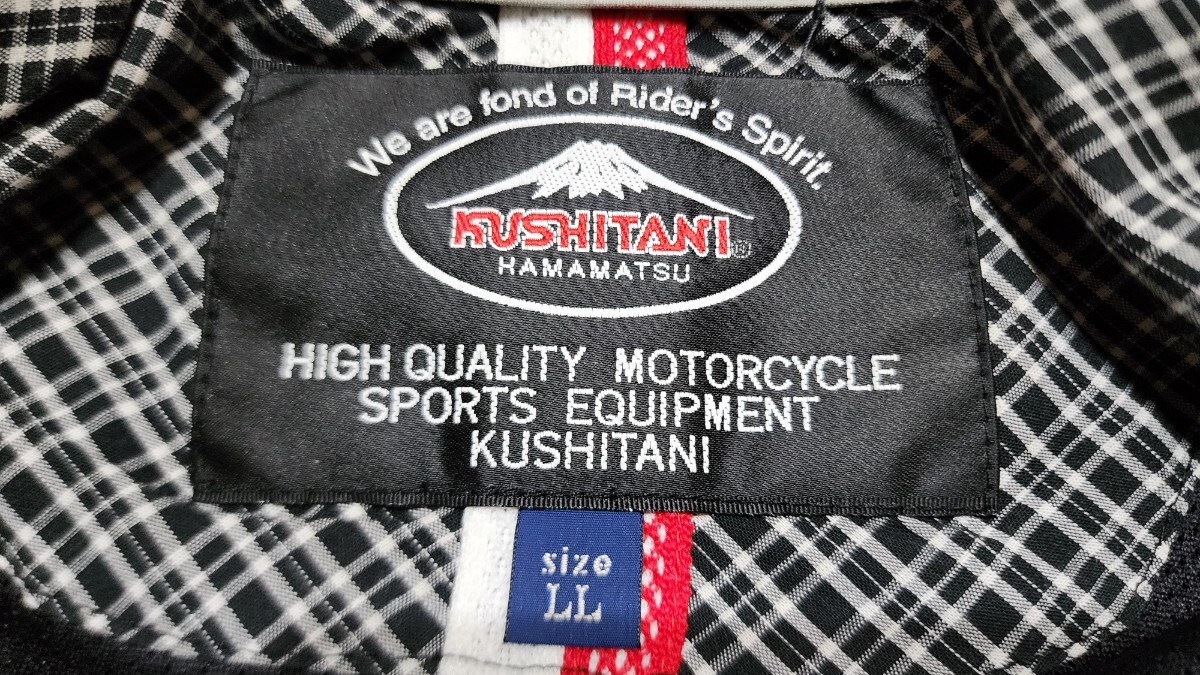 We are fond of Rider's Spirit.
KUSHITANI®
HAMAMATSU
HIGH QUALITY MOTORCYCLE
SPORTS EQUIPMENT
KUSHITANI
size
LL